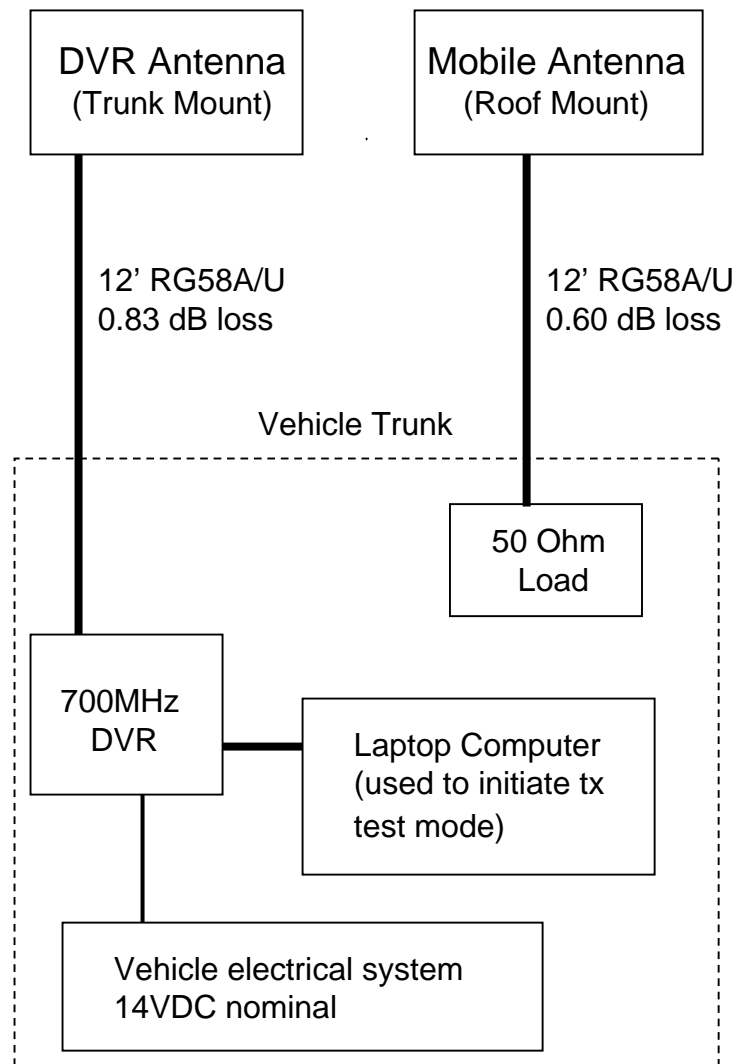 DVR Antenna
(Trunk Mount)
Mobile Antenna
(Roof Mount)
12’ RG58A/U
0.83 dB loss
12’ RG58A/U
0.60 dB loss
Vehicle Trunk
50 Ohm
Load
700MHz
DVR
Laptop Computer
(used to initiate tx
test mode)
Vehicle electrical system
14VDC nominal